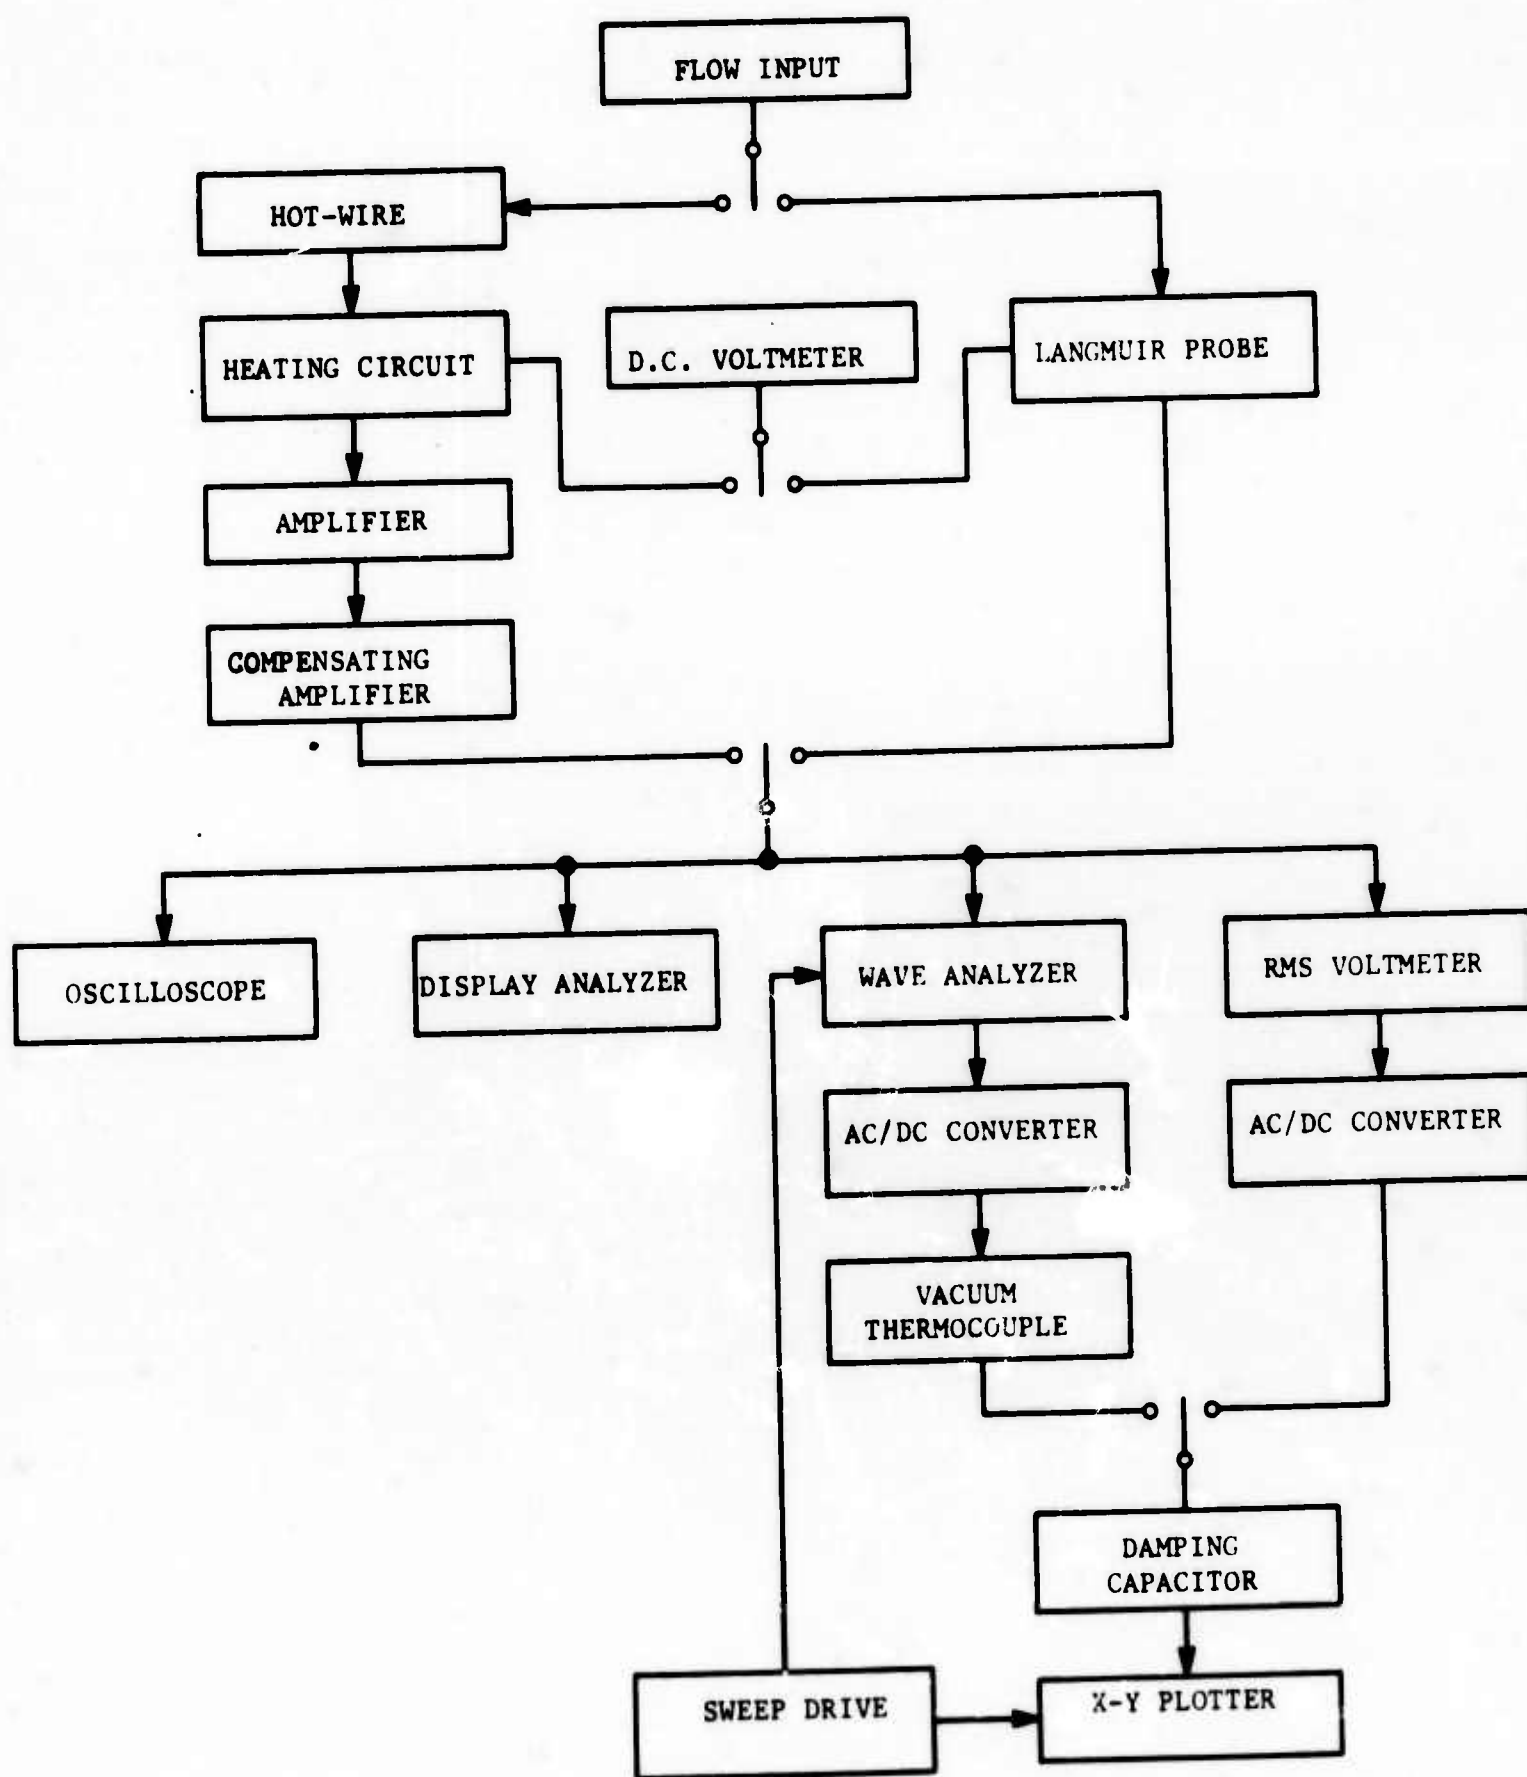 FLOW INPUT
HOT-WIRE
HEATING CIRCUIT
D.C. VOLTMETER
LANGMUIR PROBE
AMPLIFIER
COMPENSATING
AMPLIFIER
OSCILLOSCOPE
DISPLAY ANALYZER
WAVE ANALYZER
RMS VOLTMETER
AC/DC CONVERTER
AC/DC CONVERTER
VACUUM
THERMOCOUPLE
DAMPING
CAPACITOR
SWEEP DRIVE
X-Y PLOTTER